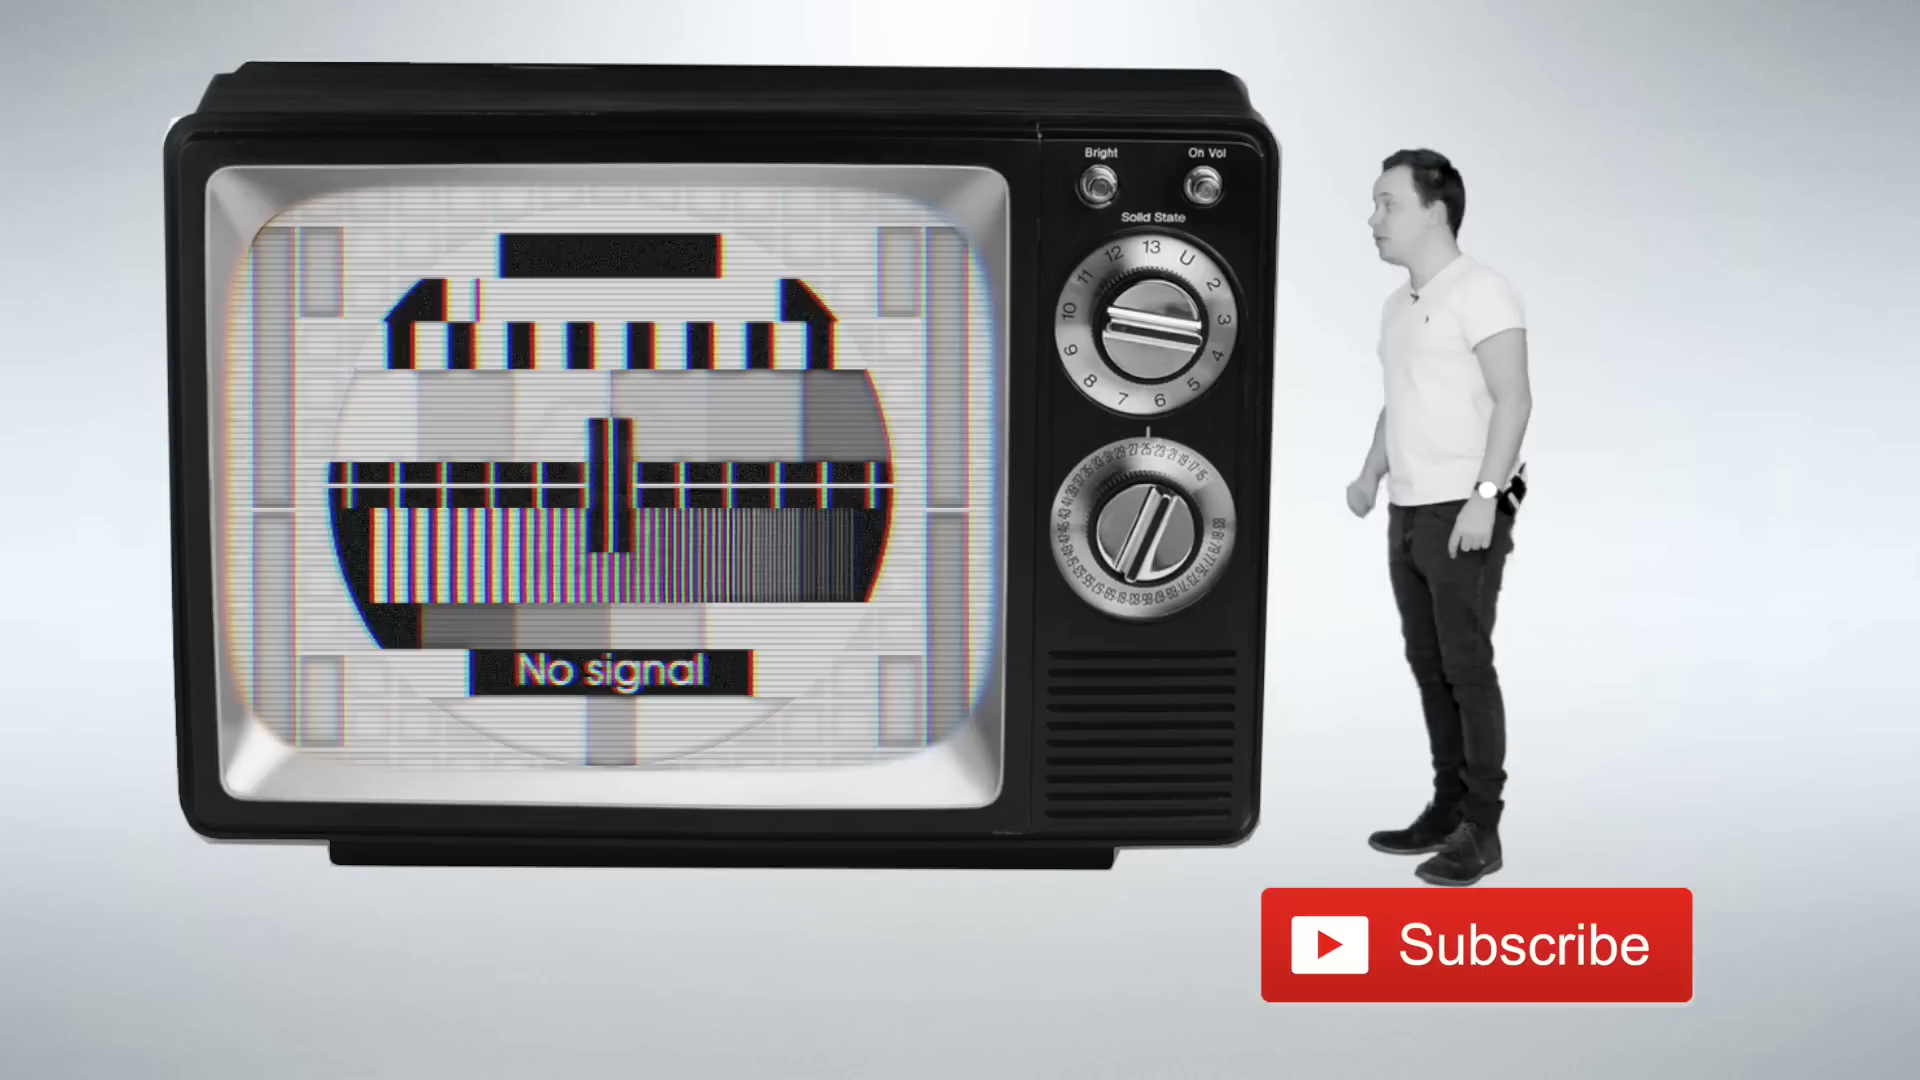 Bright
On Vol
Solid State
13 U 2 3 4 5 6 7 8 9 10 11 12
No signal
Subscribe